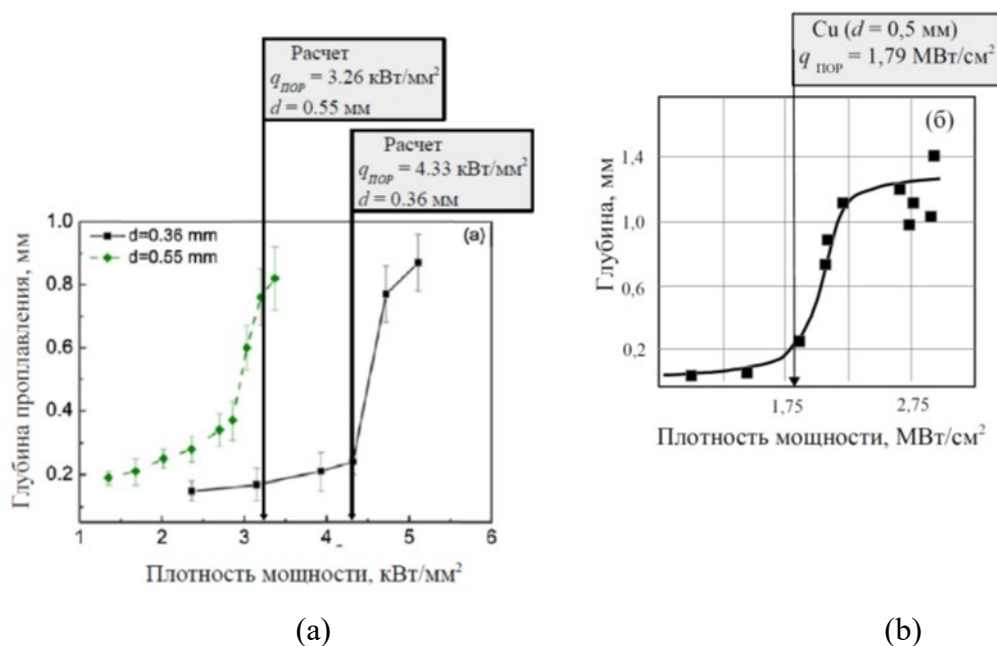 Расчет
q ПОР = 3.26 кВт/мм²
d = 0.55 мм
Расчет
q ПОР = 4.33 кВт/мм²
d = 0.36 мм
(a)
d=0.36 mm
d=0.55 mm
Глубина проплавления, мм
1.0
0.8
0.6
0.4
0.2
1 2 3 4 5 6
Плотность мощности, кВт/мм²
(a)
Cu (d = 0,5 мм)
q ПОР = 1,79 МВт/см²
(б)
Глубина, мм
1,4
1,0
0,6
0,2
1,75 2,75
Плотность мощности, МВт/см²
(b)